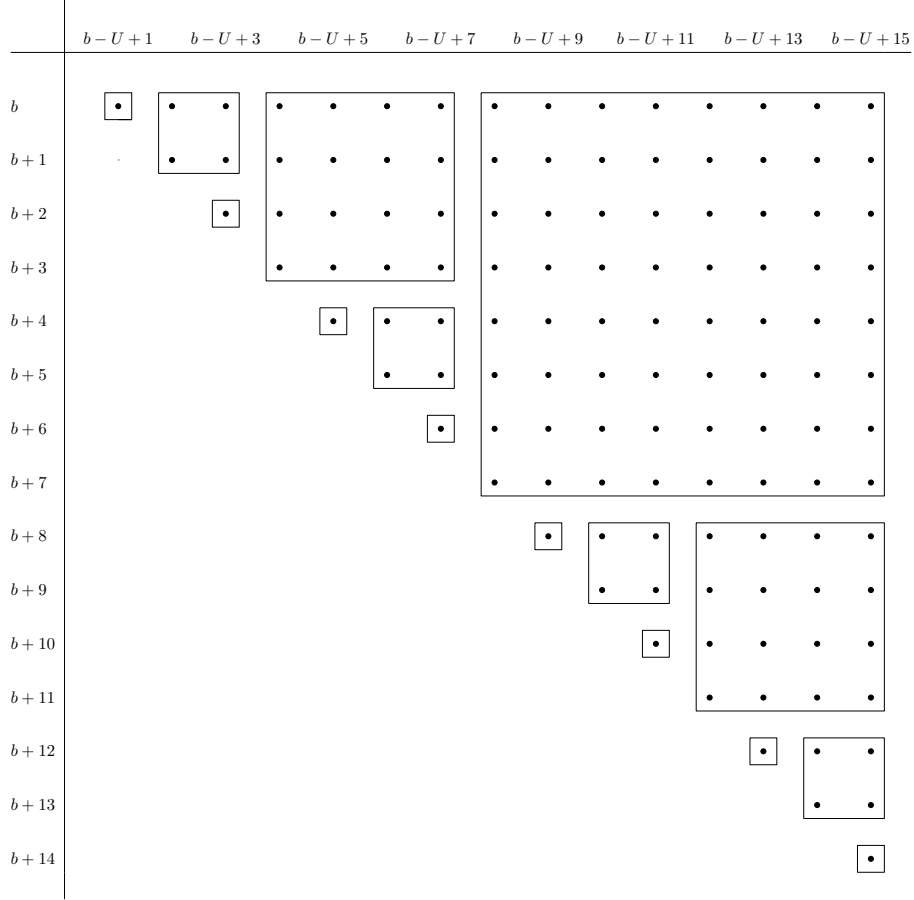 b − U + 1 b − U + 3 b − U + 5 b − U + 7 b − U + 9 b − U + 11 b − U + 13 b − U + 15
b
b + 1
b + 2
b + 3
b + 4
b + 5
b + 6
b + 7
b + 8
b + 9
b + 10
b + 11
b + 12
b + 13
b + 14